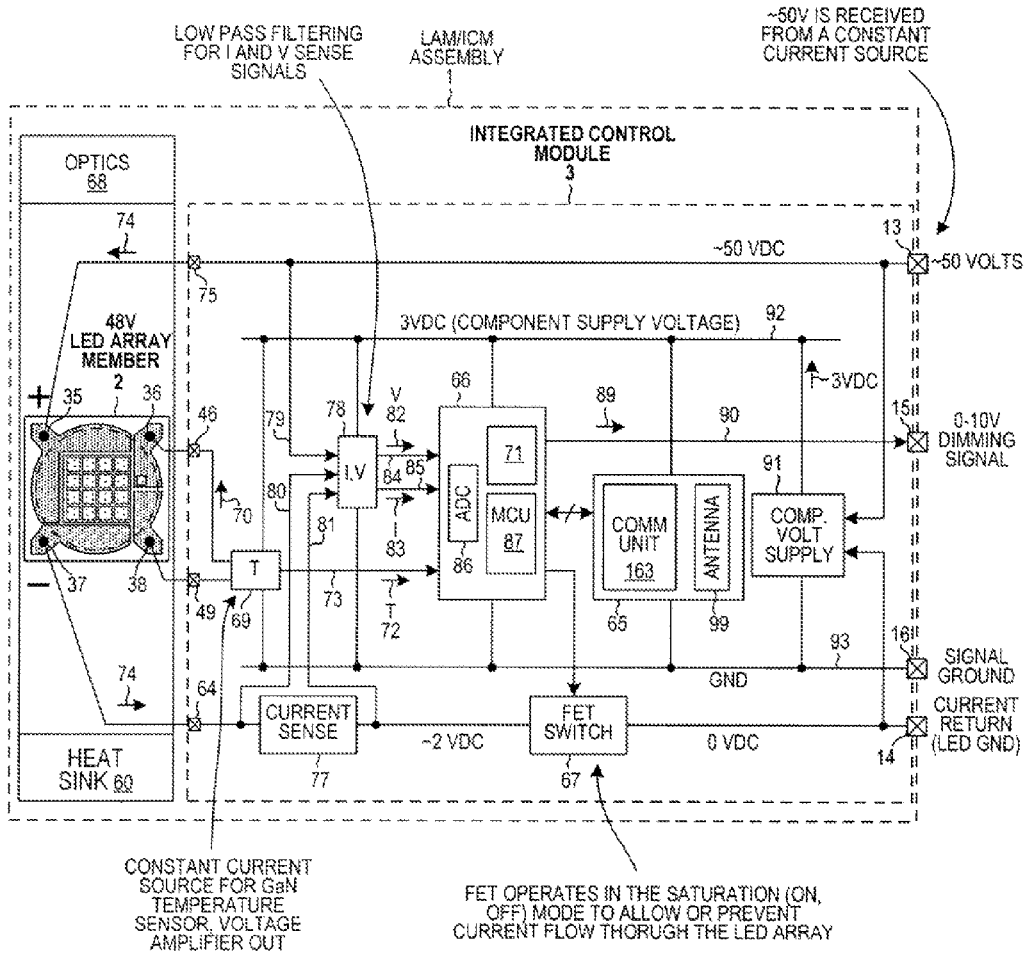 ~50V IS RECEIVED
FROM A CONSTANT
CURRENT SOURCE
LOW PASS FILTERING
FOR I AND V SENSE
SIGNALS
LAM/ICM
ASSEMBLY
1
INTEGRATED CONTROL
MODULE
3
OPTICS
68
74
75
~50 VDC
13
~50 VOLTS
48V
LED ARRAY
MEMBER
2
3VDC (COMPONENT SUPPLY VOLTAGE)
92
3VDC
+
35
36
46
79
78
V
82
66
89
90
15
0-10V
DIMMING
SIGNAL
I,V
84
85
71
91
70
80
81
I
83
ADC
86
MCU
87
COMM
UNIT
163
ANTENNA
COMP.
VOLT
SUPPLY
–
37
38
49
T
69
73
T
72
65
99
93
16
SIGNAL
GROUND
GND
74
64
CURRENT
SENSE
77
~2 VDC
FET
SWITCH
67
0 VDC
14
CURRENT
RETURN
(LED GND)
HEAT
SINK 60
CONSTANT CURRENT
SOURCE FOR GaN
TEMPERATURE
SENSOR, VOLTAGE
AMPLIFIER OUT
FET OPERATES IN THE SATURATION (ON,
OFF) MODE TO ALLOW OR PREVENT
CURRENT FLOW THORUGH THE LED ARRAY